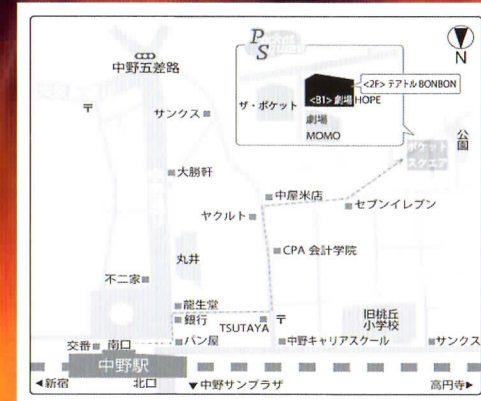 P
S
N
中野五差路
〒
サンクス
ザ・ポケット
<2F> テアトル BONBON
<B1> 劇場 HOPE
劇場
MOMO
公園
ポケット
スクエア
大勝軒
中屋米店
セブンイレブン
ヤクルト
丸井
CPA 会計学院
不二家
龍生堂
銀行
TSUTAYA
〒
旧桃丘
小学校
交番
南口
パン屋
中野キャリアスクール
サンクス
中野駅
◀新宿
北口
▼中野サンプラザ
高円寺▶